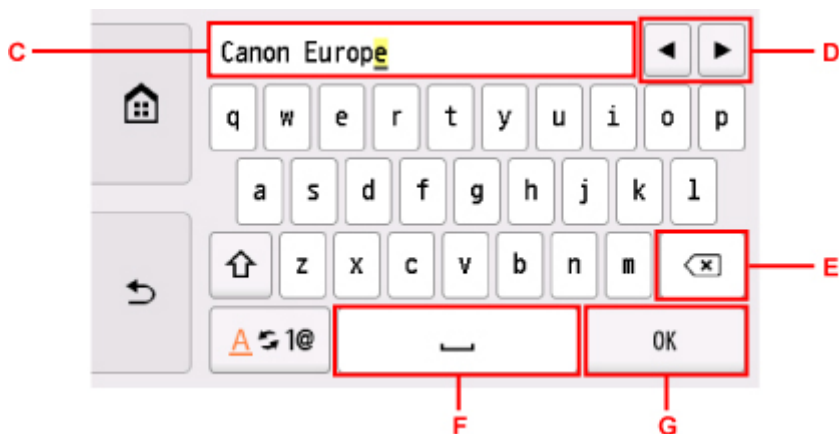 C Canon Europe D
q w e r t y u i o p
a s d f g h j k l
z x c v b n m E
A 1@ OK
F G